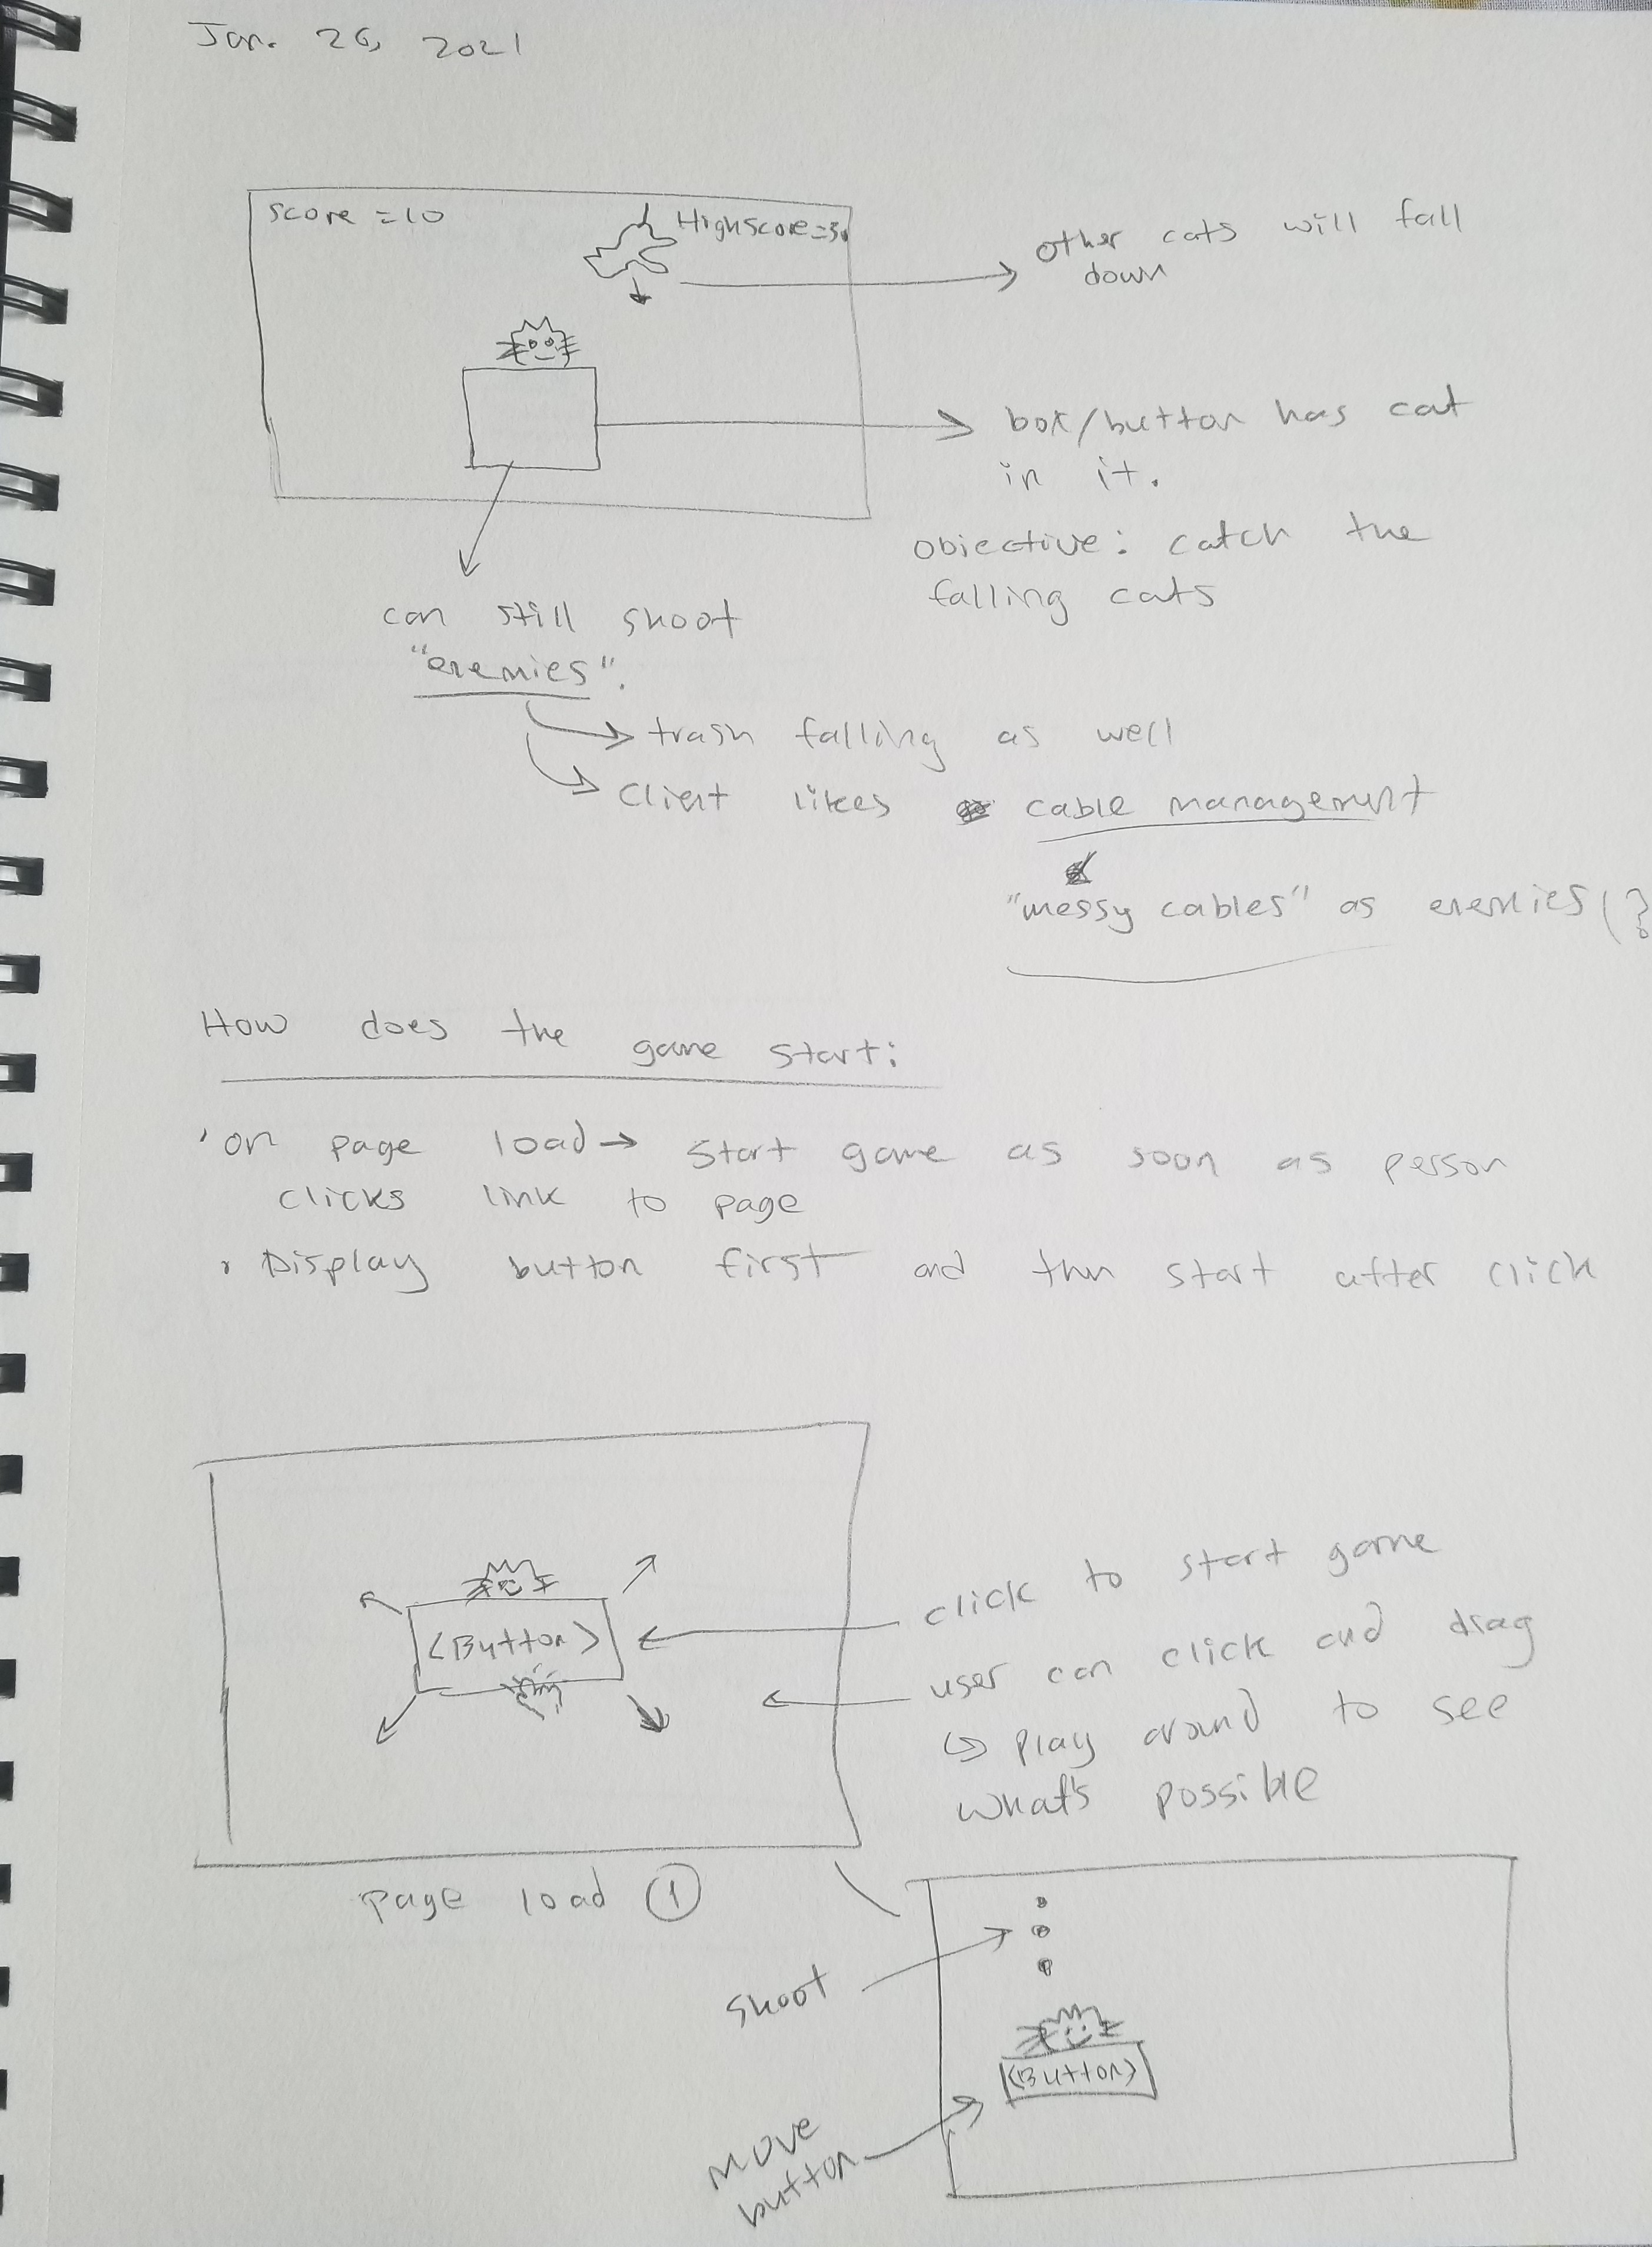 Jan. 26, 2021
score = 10
Highscore = 30
other cats will fall
down
box/button has cat
in it.
objective: catch the
falling cats
can still shoot
"enemies".
trash falling as well
Client likes cable management
"messy cables" as enemies (?
How does the game start:
• on page load → start game as soon as person
clicks link to page
• Display button first and then start after click
<Button>
click to start game
user can click and drag
↳ play around to see
what's possible
page load ①
shoot
<Button>
move
button